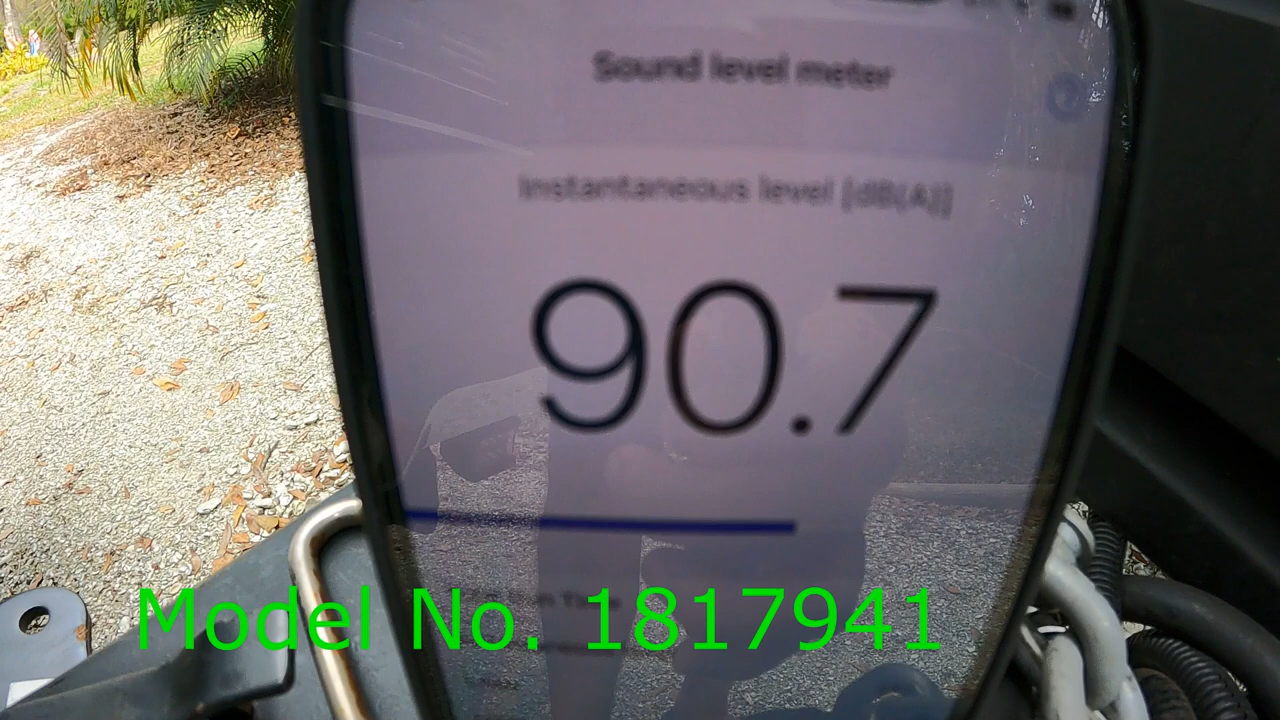 Sound level meter
Instantaneous level [dB(A)]
90.7
Model No. 1817941